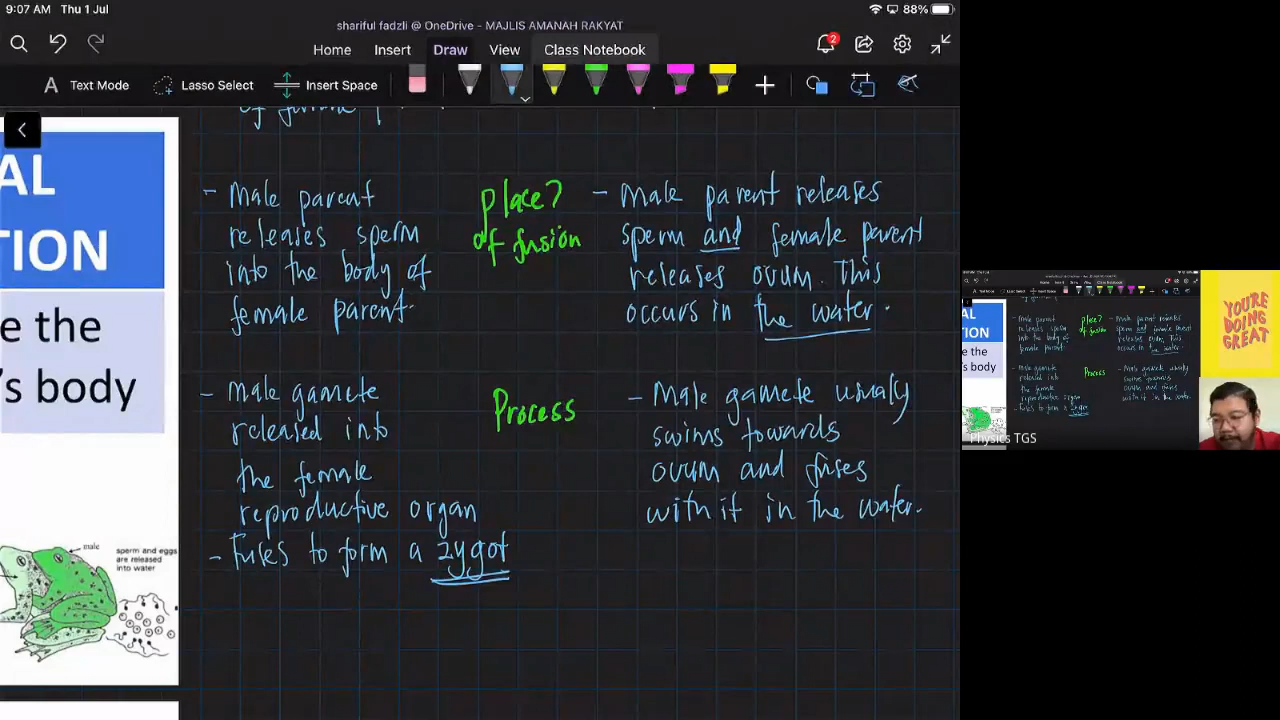 9:07 AM Thu 1 Jul
88%
shariful fadzli @ OneDrive - MAJLIS AMANAH RAKYAT
Home Insert Draw View Class Notebook
2
A Text Mode Lasso Select Insert Space
of
AL
TION
e the
's body
male
sperm and eggs
are released
into water
- Male parent
releases sperm
into the body of
female parent.
place?
of fusion
- Male parent releases
sperm and female parent
releases ovum. This
occurs in the water.
- Male gamete
released into
the female
reproductive organ
- Fuses to form a zygot
Process
- Male gamete usually
swims towards
ovum and fuses
with it in the water.
YOU'RE
DOING
GREAT
Physics TGS